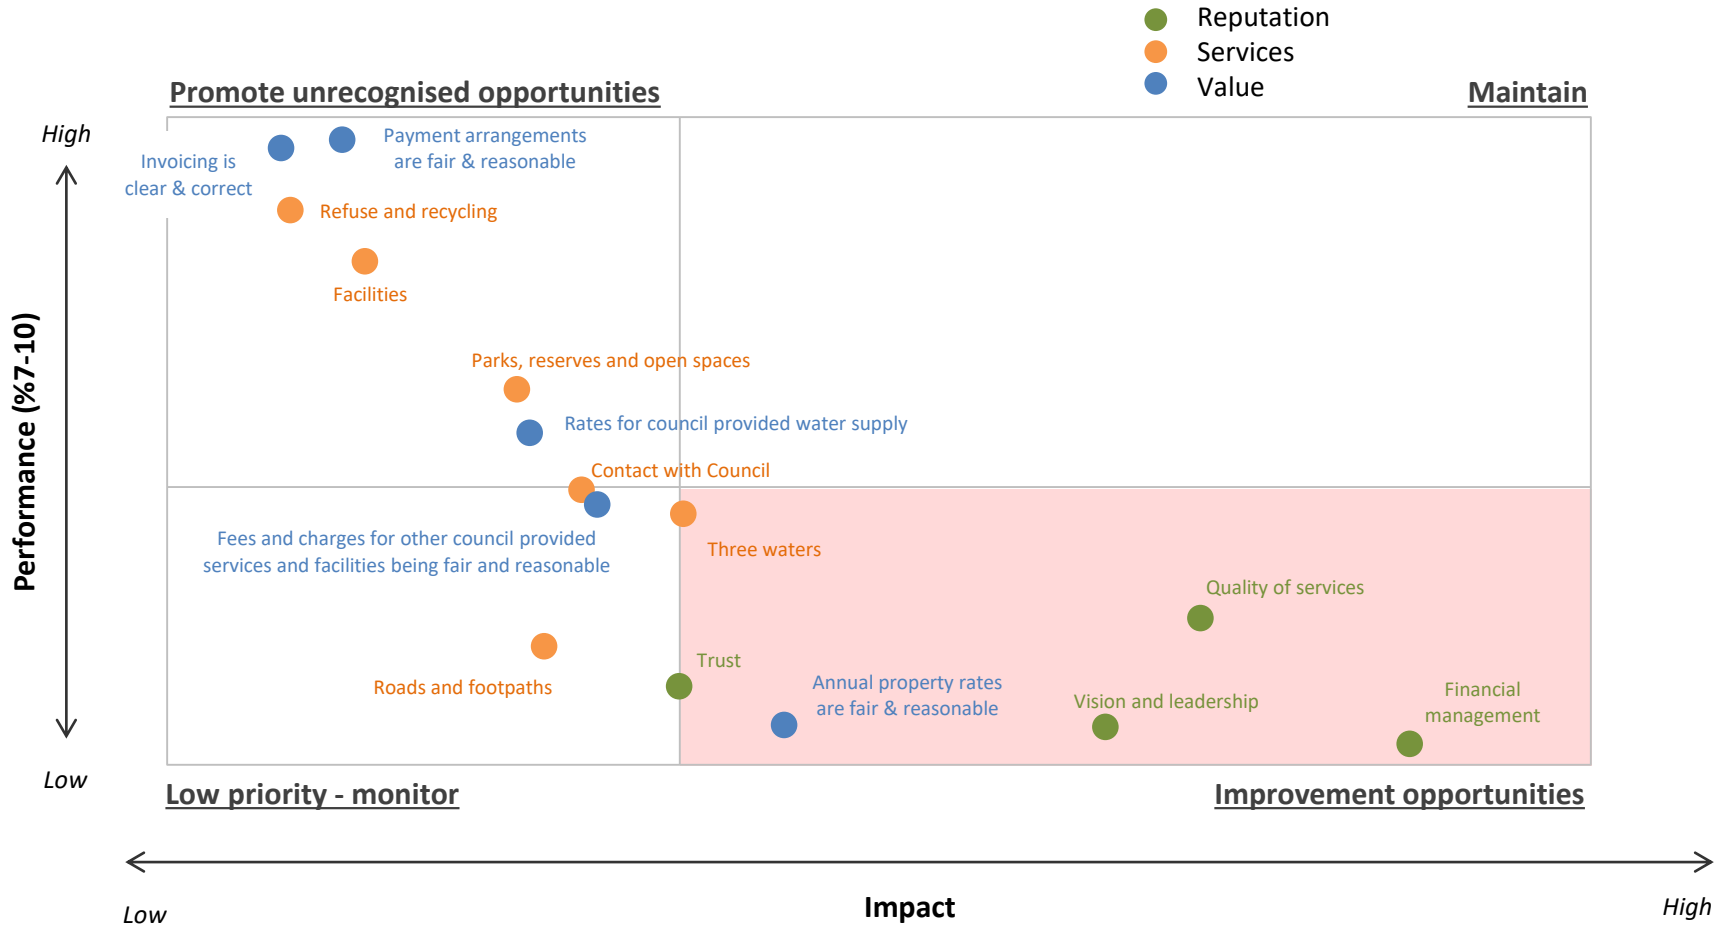 Reputation
Services
Value
Promote unrecognised opportunities
Maintain
High
Payment arrangements
are fair & reasonable
Invoicing is
clear & correct
Refuse and recycling
Facilities
Parks, reserves and open spaces
Rates for council provided water supply
Contact with Council
Fees and charges for other council provided
services and facilities being fair and reasonable
Three waters
Quality of services
Trust
Roads and footpaths
Annual property rates
are fair & reasonable
Vision and leadership
Financial
management
Performance (%7-10)
Low
Low priority - monitor
Improvement opportunities
Low
Impact
High